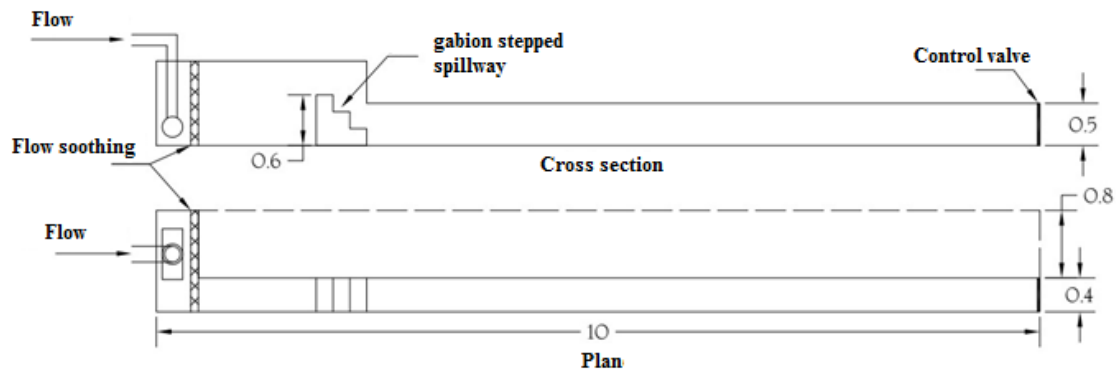 Flow
gabion stepped
spillway
Control valve
Flow soothing
0.6
0.5
Cross section
0.8
Flow
0.4
10
Plan